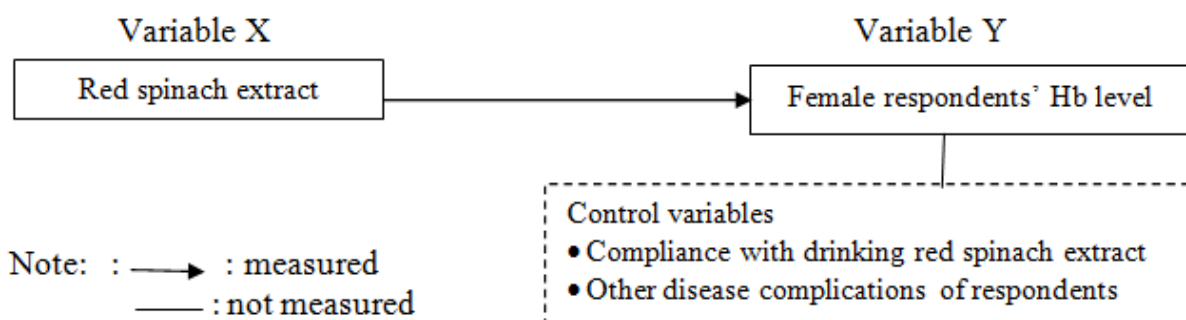 Variable X
Variable Y
Red spinach extract
Female respondents’ Hb level
Control variables
• Compliance with drinking red spinach extract
• Other disease complications of respondents
Note: : : measured
: not measured